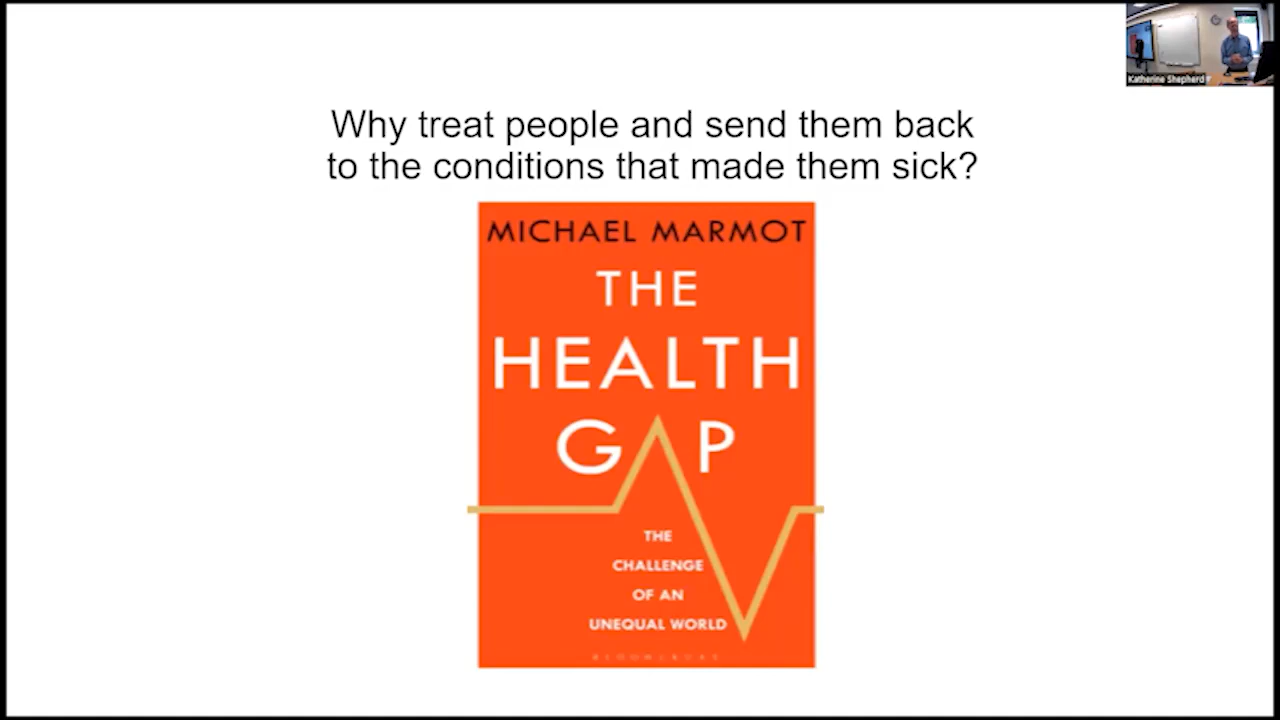 Katherine Shepherd
Why treat people and send them back
to the conditions that made them sick?
MICHAEL MARMOT
THE
HEALTH
GAP
THE
CHALLENGE
OF AN
UNEQUAL WORLD
BLOOMSBURY